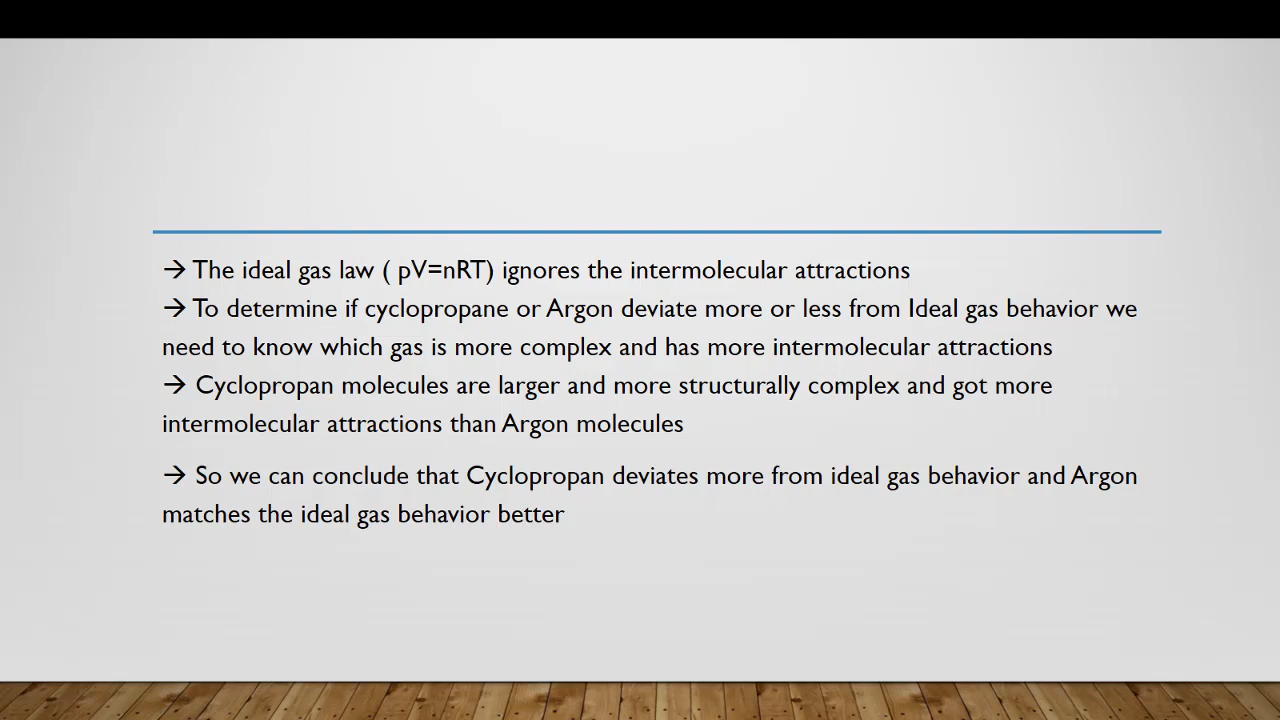 → The ideal gas law ( pV=nRT) ignores the intermolecular attractions
→ To determine if cyclopropane or Argon deviate more or less from Ideal gas behavior we
need to know which gas is more complex and has more intermolecular attractions
→ Cyclopropan molecules are larger and more structurally complex and got more
intermolecular attractions than Argon molecules
→ So we can conclude that Cyclopropan deviates more from ideal gas behavior and Argon
matches the ideal gas behavior better